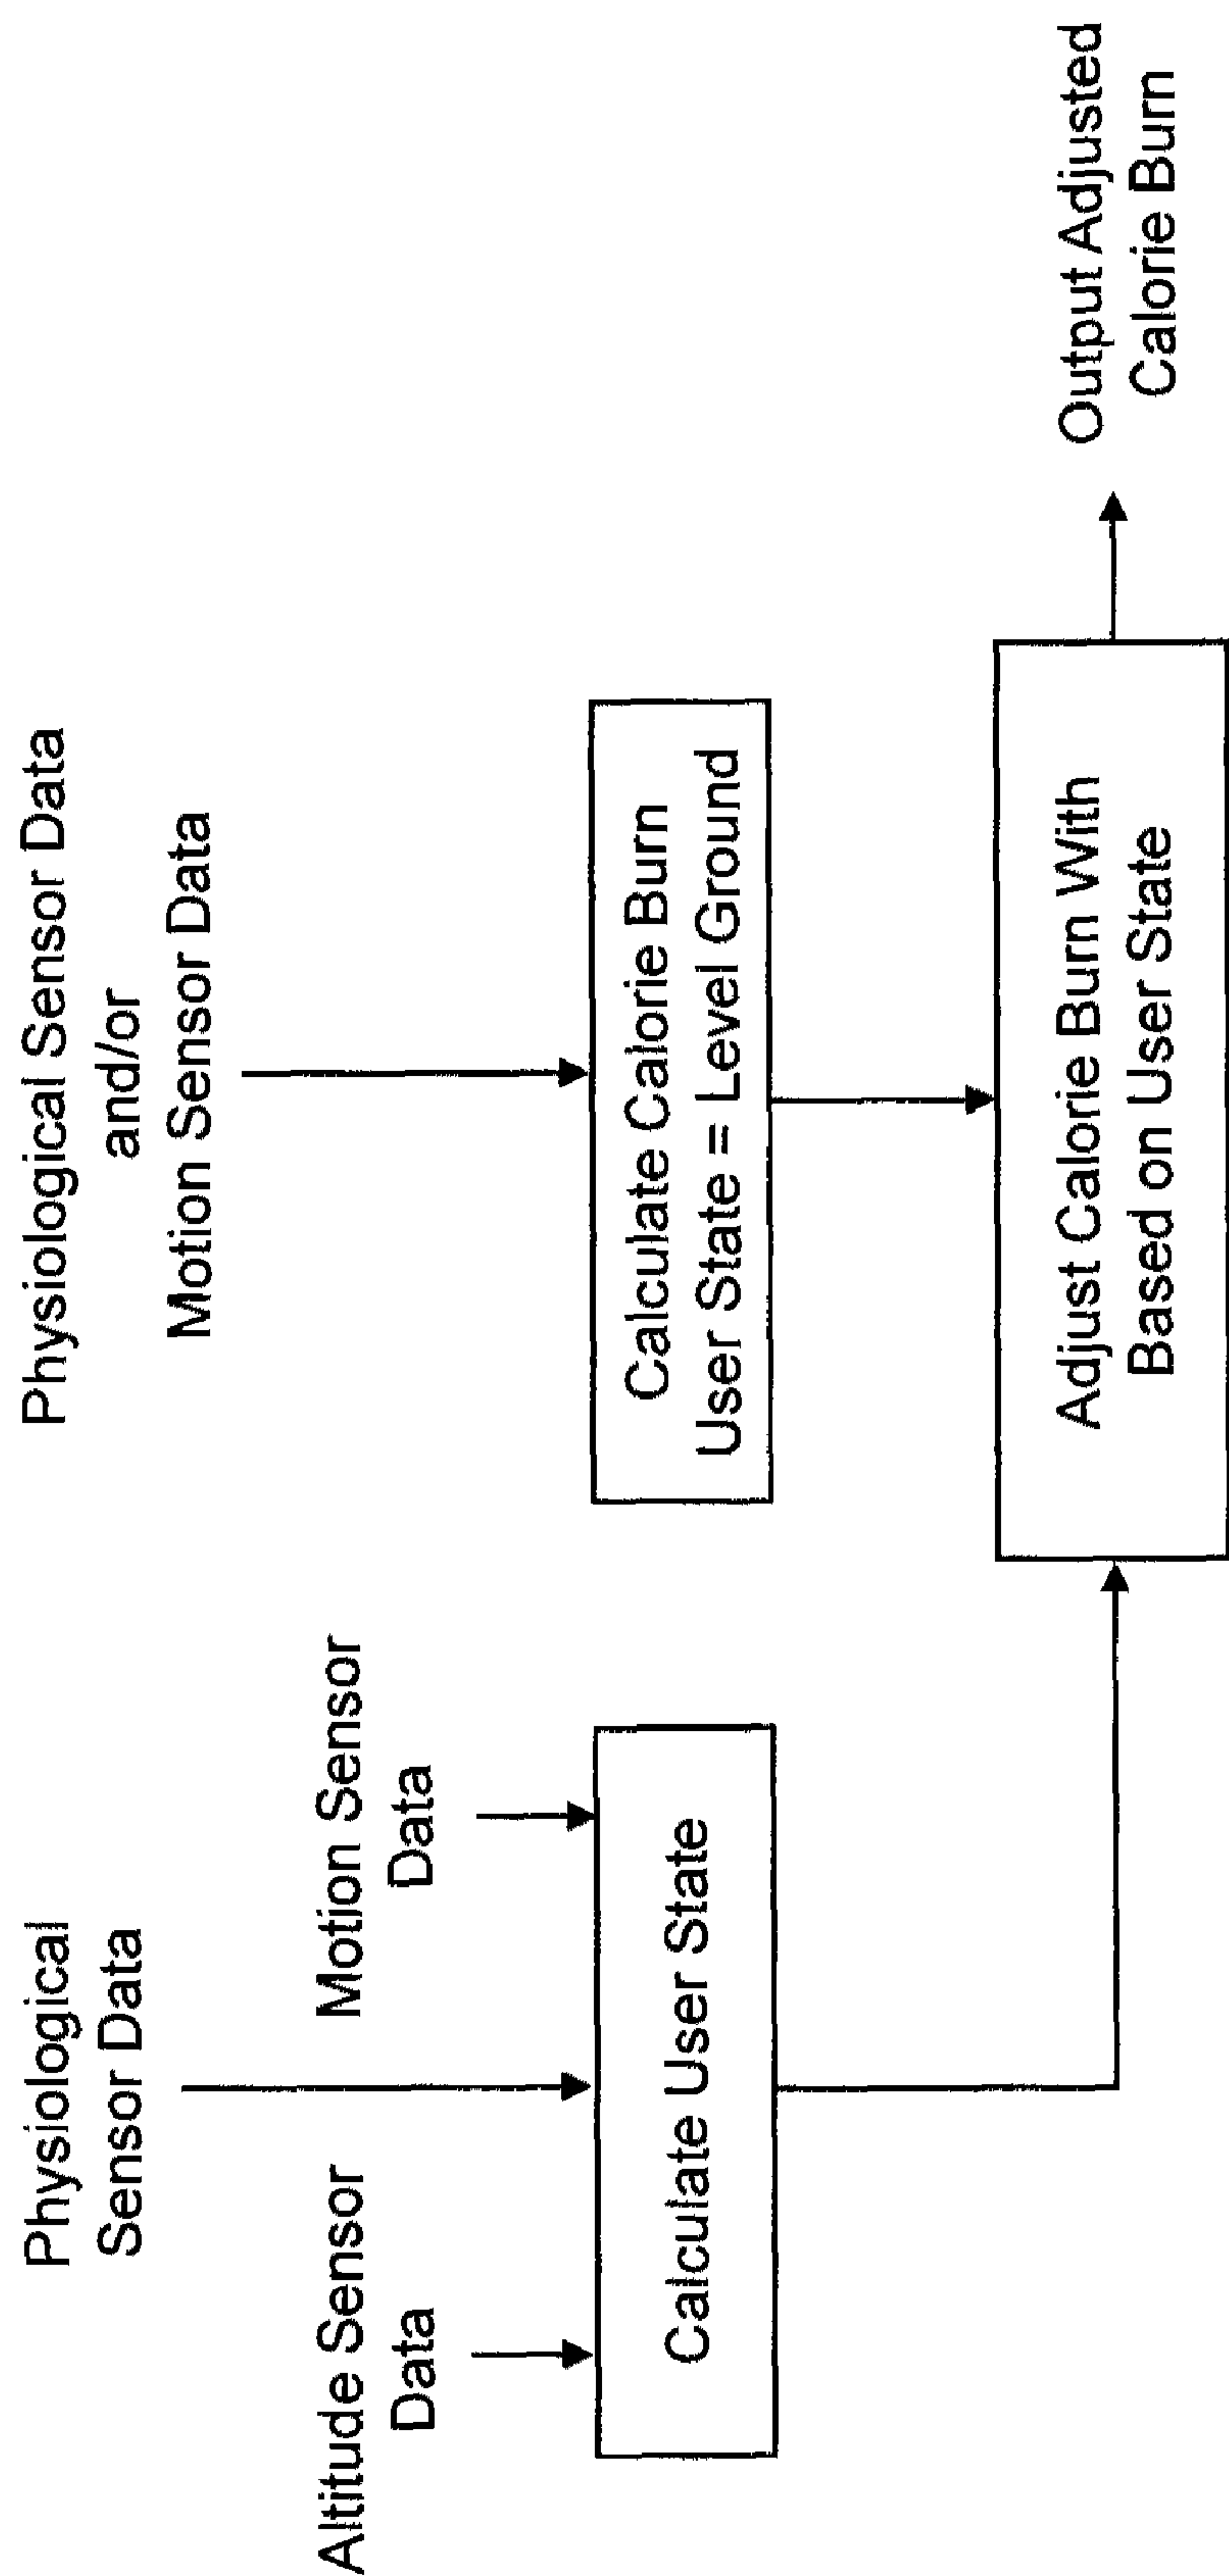 Physiological
Sensor Data
Altitude Sensor
Data
Motion Sensor
Data
Calculate User State
Physiological Sensor Data
and/or
Motion Sensor Data
Calculate Calorie Burn
User State = Level Ground
Adjust Calorie Burn With
Based on User State
Output Adjusted
Calorie Burn